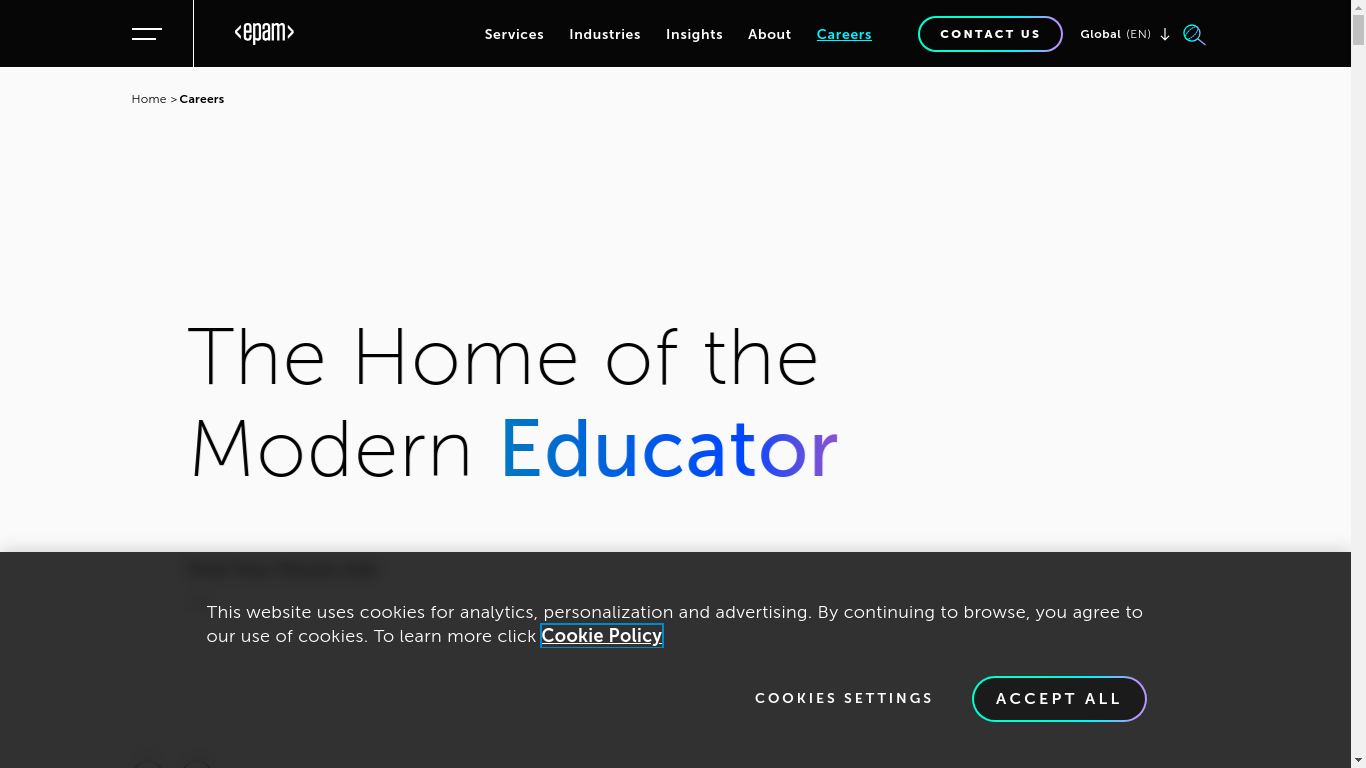 <epam>
Services
Industries
Insights
About
Careers
CONTACT US
Global (EN)
Home > Careers
The Home of the
Modern Educator
This website uses cookies for analytics, personalization and advertising. By continuing to browse, you agree to
our use of cookies. To learn more click Cookie Policy
COOKIES SETTINGS
ACCEPT ALL